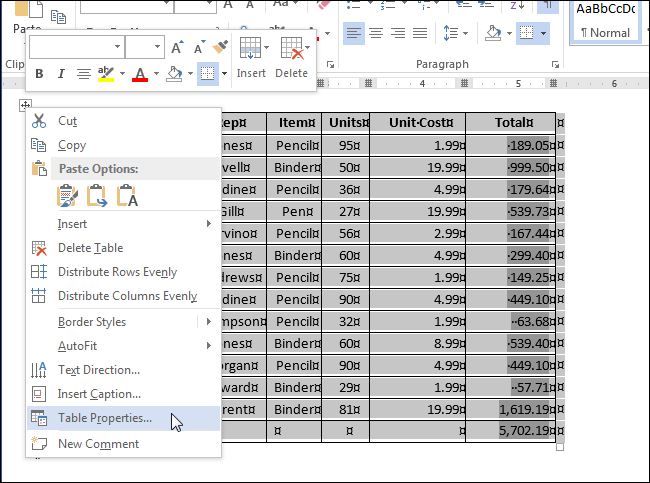 AaBbCcDc
Paste
¶ Normal
Clip
Paragraph
Styles
B I
Insert Delete
4 5 6
Cut
Copy
Paste Options:
Insert
Delete Table
Distribute Rows Evenly
Distribute Columns Evenly
Border Styles
AutoFit
Text Direction...
Insert Caption...
Table Properties...
New Comment
Item¤ Units¤ Unit·Cost¤ Total¤ ¤
nes¤ Pencil¤ 95¤ 1.99¤ ·189.05¤ ¤
vell¤ Binder¤ 50¤ 19.99¤ ·999.50¤ ¤
dine¤ Pencil¤ 36¤ 4.99¤ ·179.64¤ ¤
Gill¤ Pen¤ 27¤ 19.99¤ ·539.73¤ ¤
rvino¤ Pencil¤ 56¤ 2.99¤ ·167.44¤ ¤
nes¤ Binder¤ 60¤ 4.99¤ ·299.40¤ ¤
drews¤ Pencil¤ 75¤ 1.99¤ ·149.25¤ ¤
dine¤ Pencil¤ 90¤ 4.99¤ ·449.10¤ ¤
mpson¤ Pencil¤ 32¤ 1.99¤ ··63.68¤ ¤
nes¤ Binder¤ 60¤ 8.99¤ ·539.40¤ ¤
organ¤ Pencil¤ 90¤ 4.99¤ ·449.10¤ ¤
ward¤ Binder¤ 29¤ 1.99¤ ··57.71¤ ¤
rent¤ Binder¤ 81¤ 19.99¤ 1,619.19¤ ¤
¤ ¤ ¤ 5,702.19¤ ¤